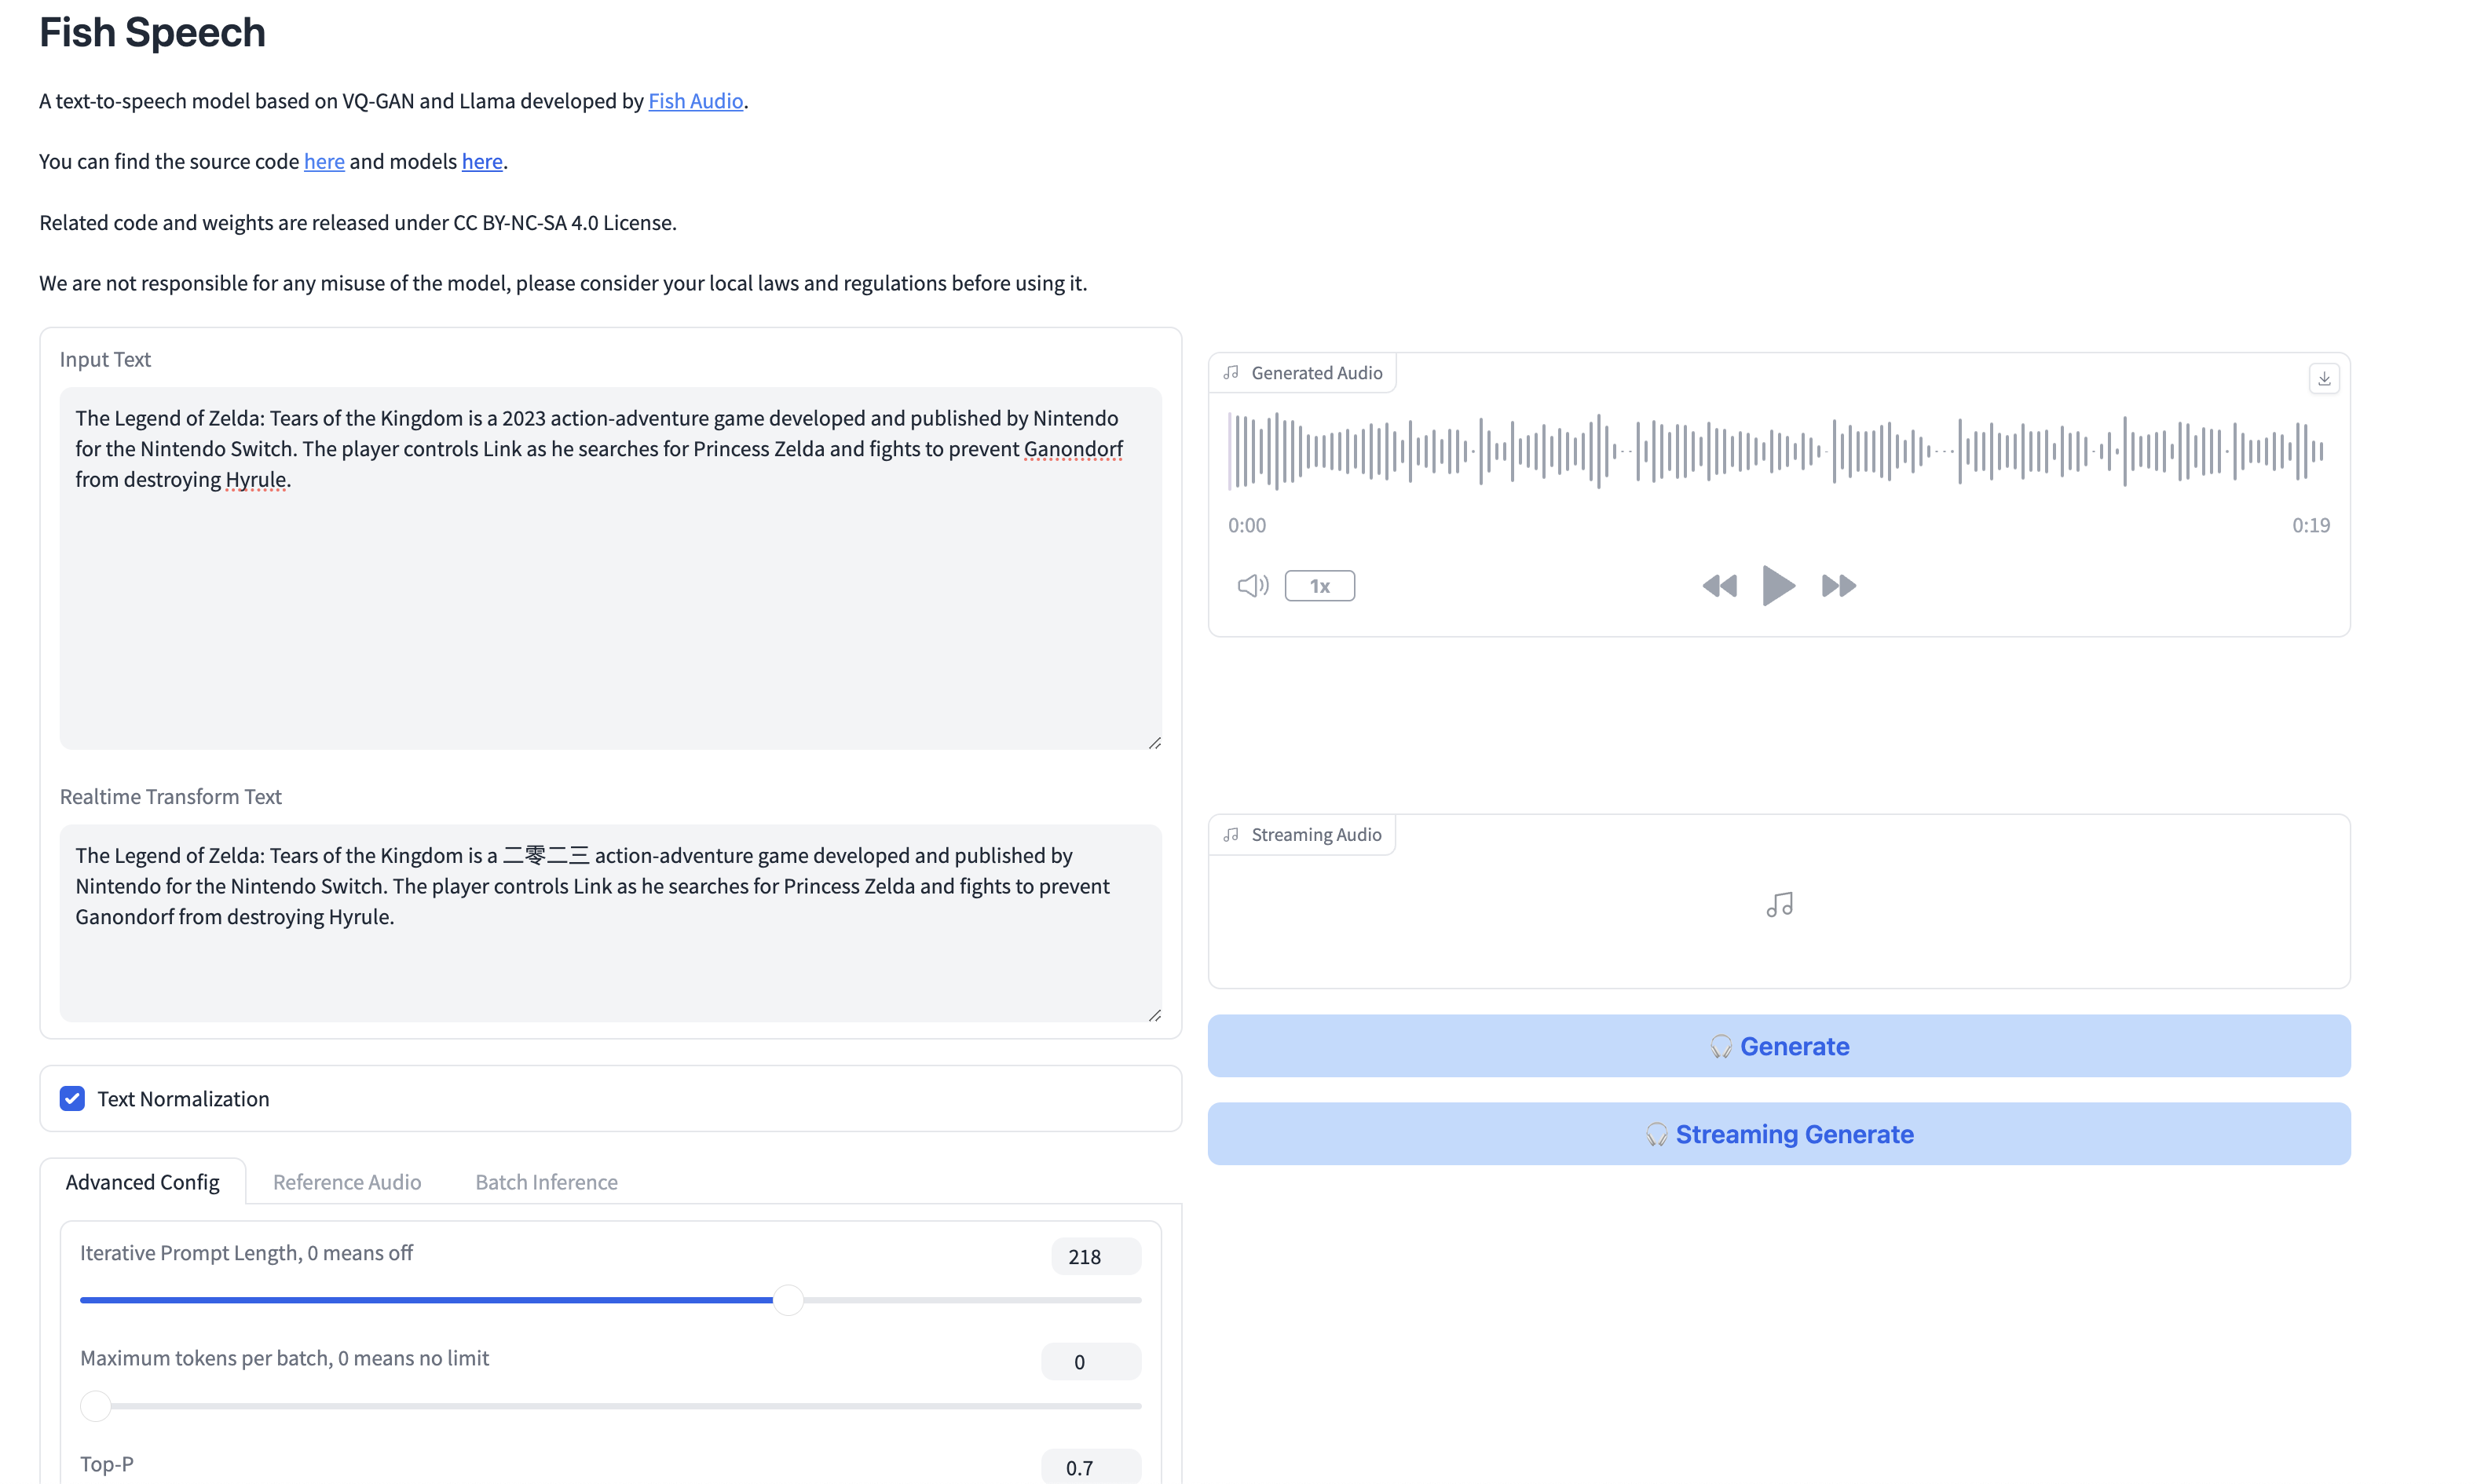 Fish Speech
A text-to-speech model based on VQ-GAN and Llama developed by Fish Audio.
You can find the source code here and models here.
Related code and weights are released under CC BY-NC-SA 4.0 License.
We are not responsible for any misuse of the model, please consider your local laws and regulations before using it.
Input Text
The Legend of Zelda: Tears of the Kingdom is a 2023 action-adventure game developed and published by Nintendo
for the Nintendo Switch. The player controls Link as he searches for Princess Zelda and fights to prevent Ganondorf
from destroying Hyrule.
Realtime Transform Text
The Legend of Zelda: Tears of the Kingdom is a 二零二三 action-adventure game developed and published by
Nintendo for the Nintendo Switch. The player controls Link as he searches for Princess Zelda and fights to prevent
Ganondorf from destroying Hyrule.
Text Normalization
Advanced Config Reference Audio Batch Inference
Iterative Prompt Length, 0 means off 218
Maximum tokens per batch, 0 means no limit 0
Top-P 0.7
Generated Audio
0:00 0:19
1x
Streaming Audio
Generate
Streaming Generate